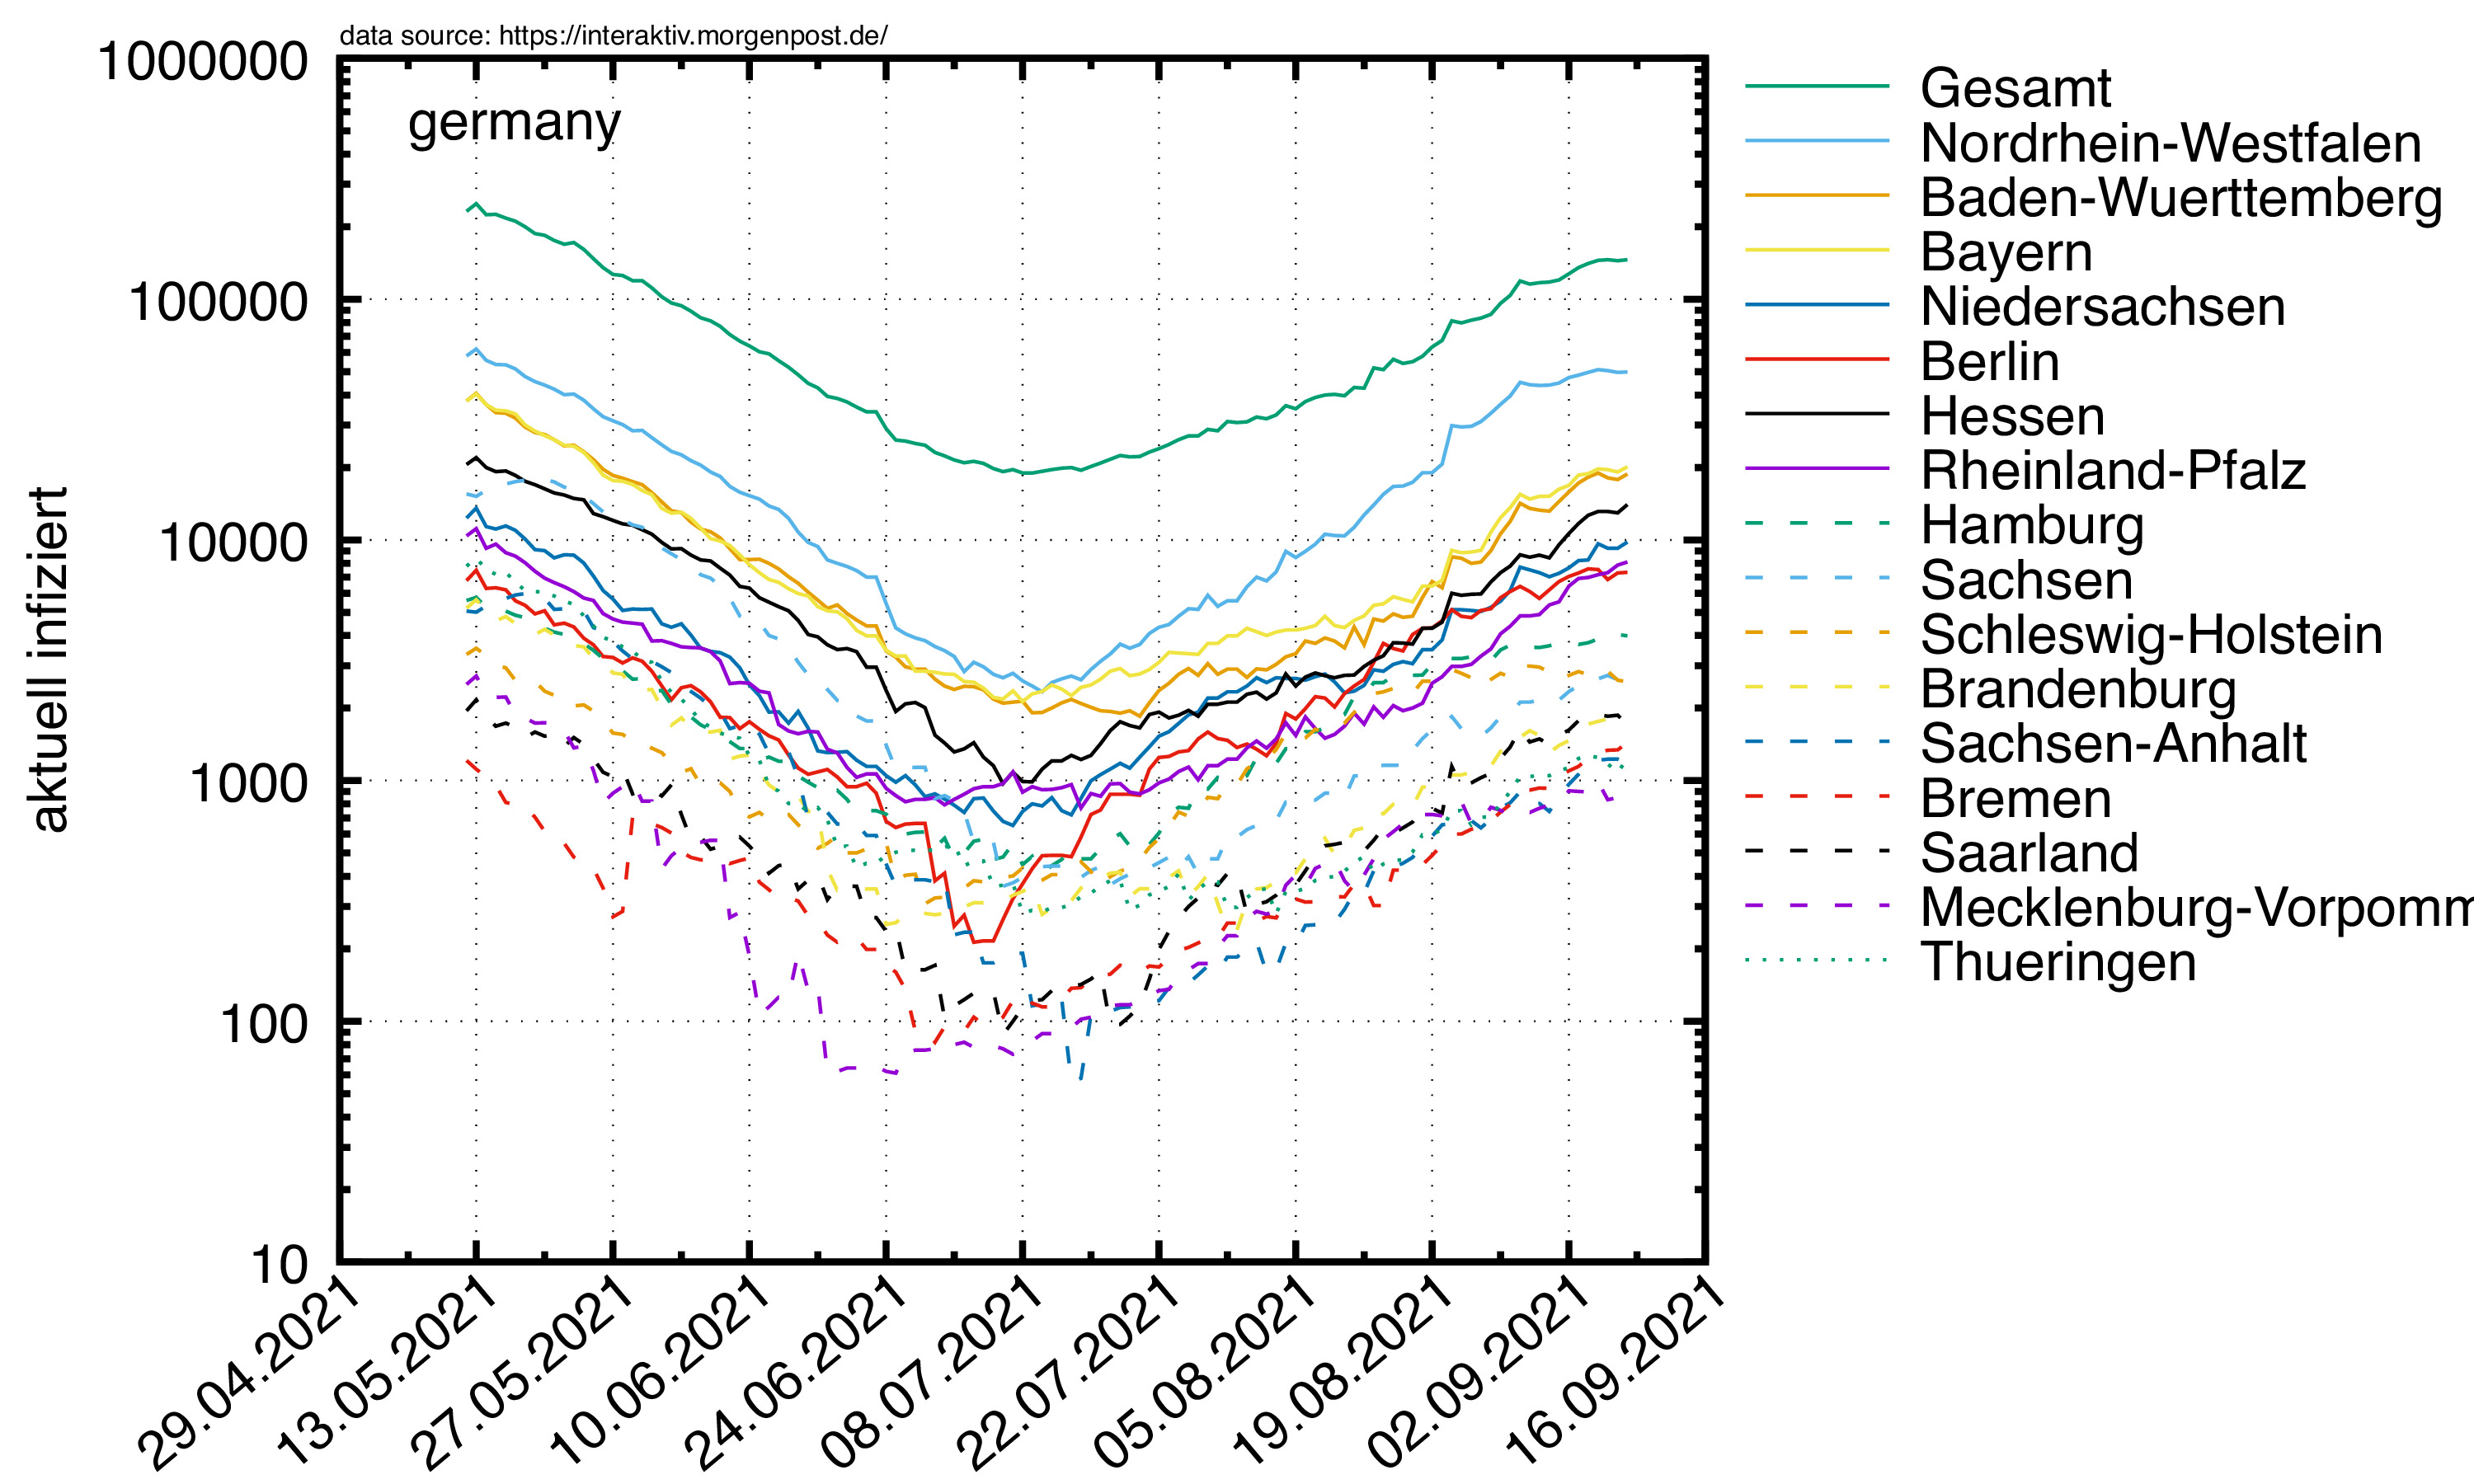 data source: https://interaktiv.morgenpost.de/
germany
aktuell infiziert
1000000
100000
10000
1000
100
10
29.04.2021
13.05.2021
27.05.2021
10.06.2021
24.06.2021
08.07.2021
22.07.2021
05.08.2021
19.08.2021
02.09.2021
16.09.2021
Gesamt
Nordrhein-Westfalen
Baden-Wuerttemberg
Bayern
Niedersachsen
Berlin
Hessen
Rheinland-Pfalz
Hamburg
Sachsen
Schleswig-Holstein
Brandenburg
Sachsen-Anhalt
Bremen
Saarland
Mecklenburg-Vorpomm
Thueringen